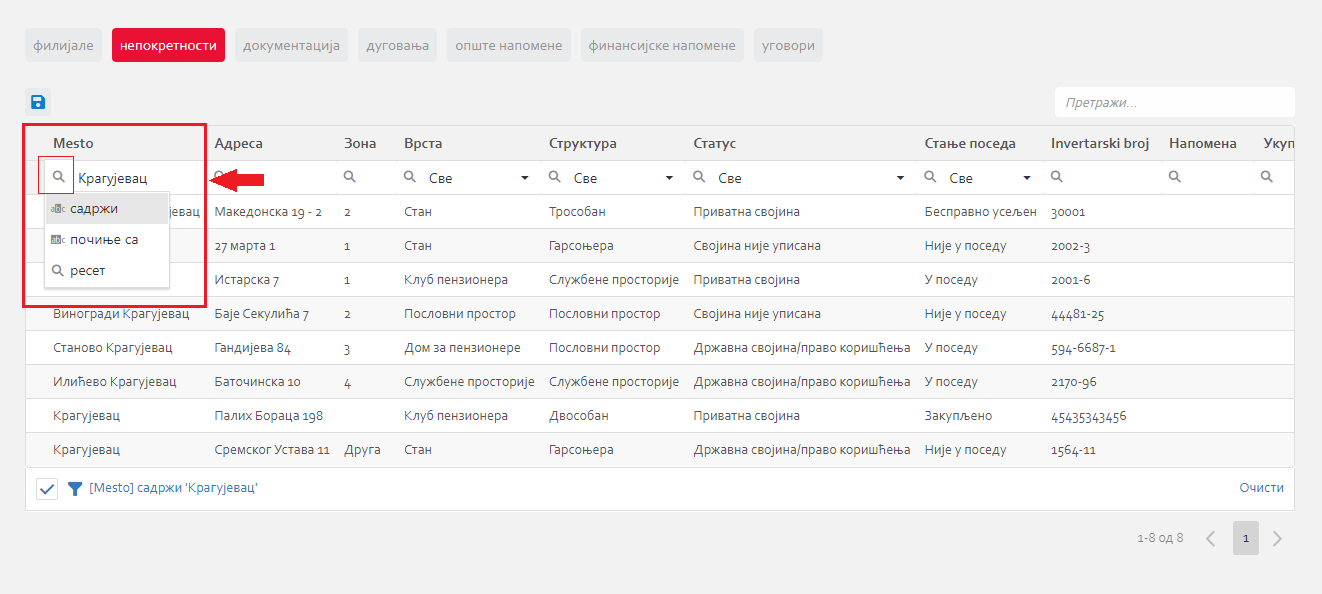 филијале непокретности документација дуговања опште напомене финансијске напомене уговори
Претражи...
Mesto Адреса Зона Врста Структура Статус Стање поседа Invertarski broj Напомена Укуп
Крагујевац Све Све Све Све
садржи јевац Македонска 19 - 2 2 Стан Трособан Приватна својина Бесправно усељен 30001
почиње са 27 марта 1 1 Стан Гарсоњера Својина није уписана Није у поседу 2002-3
ресет Истарска 7 1 Клуб пензионера Службене просторије Приватна својина У поседу 2001-6
Виногради Крагујевац Баје Секулића 7 2 Пословни простор Пословни простор Својина није уписана Није у поседу 44481-25
Станово Крагујевац Гандијева 84 3 Дом за пензионере Пословни простор Државна својина/право коришћења У поседу 594-6687-1
Илићево Крагујевац Баточинска 10 4 Службене просторије Службене просторије Државна својина/право коришћења У поседу 2170-96
Крагујевац Палих Бораца 198 Клуб пензионера Двособан Приватна својина Закупљено 45435343456
Крагујевац Сремског Устава 11 Друга Стан Гарсоњера Државна својина/право коришћења Није у поседу 1564-11
[Mesto] садржи 'Крагујевац' Очисти
1-8 од 8 1